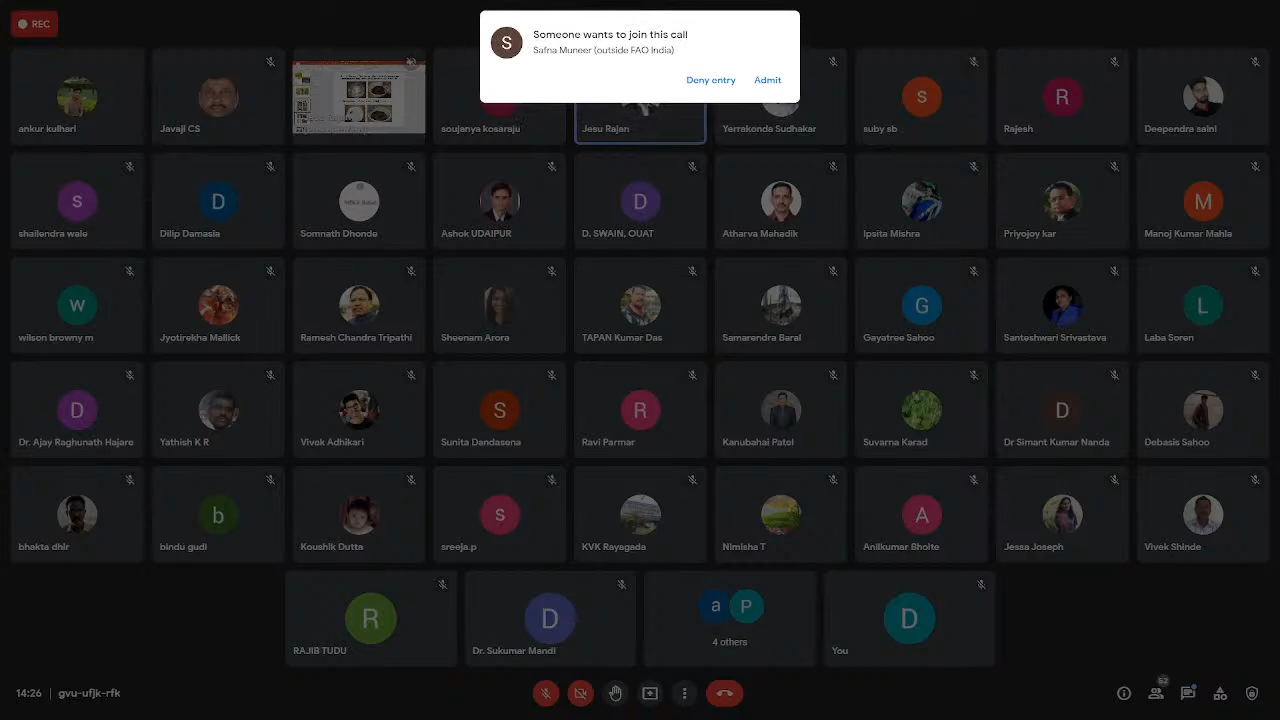 REC
Someone wants to join this call
S
Safna Muneer (outside FAO India)
Deny entry
Admit
ankur kulhari
Javaji CS
soujanya kosaraju
Jesu Rajan
Yerrakonda Sudhakar
s
suby sb
R
Rajesh
Deependra saini
s
shailendra wale
D
Dilip Damasia
Somnath Dhonde
Ashok UDAIPUR
D
D. SWAIN, OUAT
Atharva Mahadik
Ipsita Mishra
Priyojoy kar
M
Manoj Kumar Mahla
w
wilson browny m
Jyotirekha Mallick
Ramesh Chandra Tripathi
Sheenam Arora
TAPAN Kumar Das
Samarendra Baral
G
Gayatree Sahoo
Santeshwari Srivastava
L
Laba Soren
D
Dr. Ajay Raghunath Hajare
Yathish K R
Vivek Adhikari
S
Sunita Dandasena
R
Ravi Parmar
Kanubahai Patel
Suvarna Karad
D
Dr Simant Kumar Nanda
Debasis Sahoo
bhakta dhir
b
bindu gudi
Koushik Dutta
s
sreeja.p
KVK Rayagada
Nimisha T
A
Anilkumar Bholte
Jessa Joseph
Vivek Shinde
R
RAJIB TUDU
D
Dr. Sukumar Mandi
a P
4 others
D
You
14:26 | gvu-ufjk-rfk
62